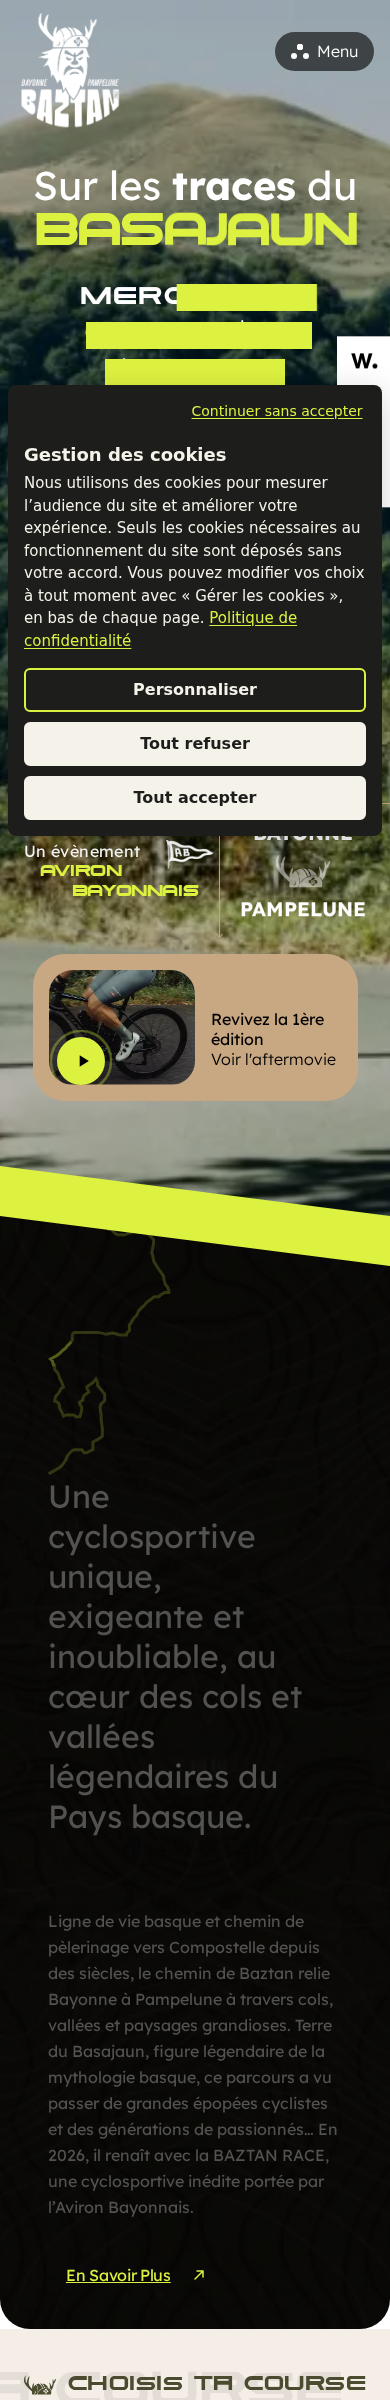 BAYONNE PAMPELUNE
BAZTAN
Menu
Sur les traces du
BASAJAUN
W.
Continuer sans accepter
Gestion des cookies
Nous utilisons des cookies pour mesurer
l’audience du site et améliorer votre
expérience. Seuls les cookies nécessaires au
fonctionnement du site sont déposés sans
votre accord. Vous pouvez modifier vos choix
à tout moment avec « Gérer les cookies »,
en bas de chaque page. Politique de
confidentialité
Personnaliser
Tout refuser
Tout accepter
Un évènement
AVIRON
BAYONNAIS
AB
BAYONNE
PAMPELUNE
Revivez la 1ère
édition
Voir l'aftermovie
Une
cyclosportive
unique,
exigeante et
inoubliable, au
cœur des cols et
vallées
légendaires du
Pays basque.
Ligne de vie basque et chemin de
pèlerinage vers Compostelle depuis
des siècles, le chemin de Baztan relie
Bayonne à Pampelune à travers cols,
vallées et paysages grandioses. Terre
du Basajaun, figure légendaire de la
mythologie basque, ce parcours a vu
passer de grandes épopées cyclistes
et des générations de passionnés… En
2026, il renaît avec la BAZTAN RACE,
une cyclosportive inédite portée par
l’Aviron Bayonnais.
En Savoir Plus
CHOISIS TA COURSE